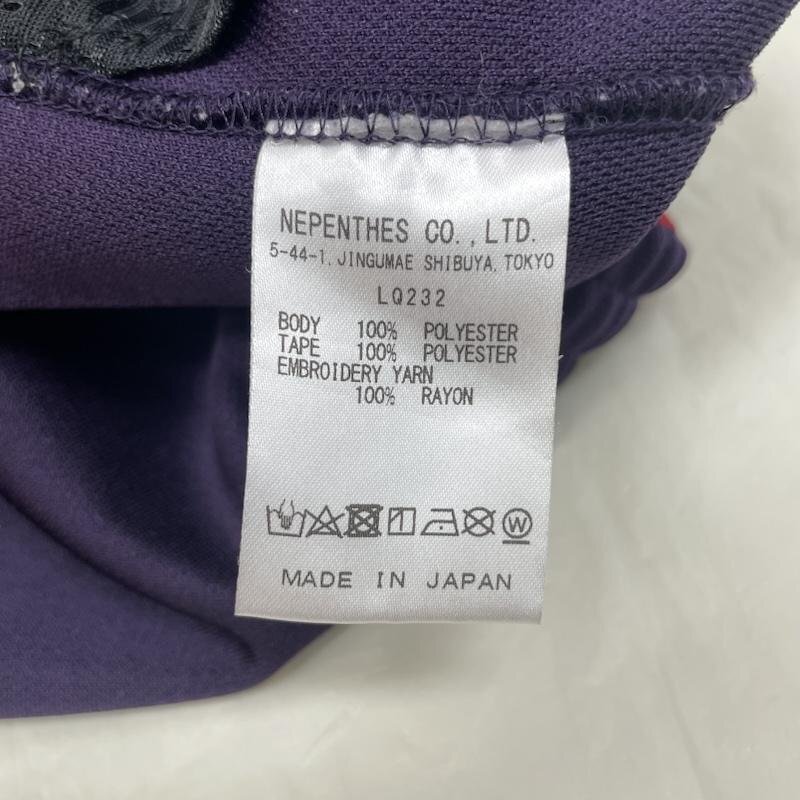 NEPENTHES CO.,LTD.
5-44-1, JINGUMAE SHIBUYA, TOKYO
LQ232
BODY 100% POLYESTER
TAPE 100% POLYESTER
EMBROIDERY YARN
100% RAYON
W
MADE IN JAPAN